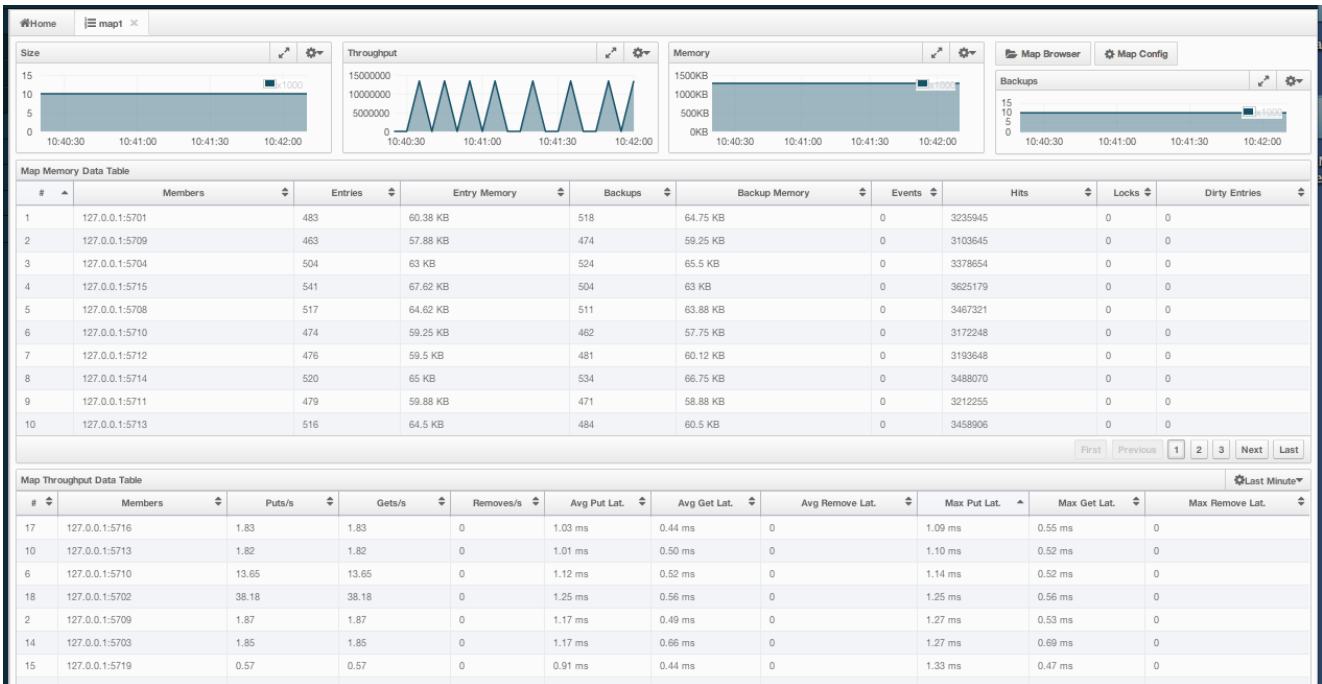 Home map1 ×
Size Throughput Memory Map Browser Map Config
15 10 5 0 x1000
10:40:30 10:41:00 10:41:30 10:42:00
15000000 10000000 5000000 0
10:40:30 10:41:00 10:41:30 10:42:00
1500KB 1000KB 500KB 0KB x1000
10:40:30 10:41:00 10:41:30 10:42:00
Backups
15 10 5 0 x1000
10:40:30 10:41:00 10:41:30 10:42:00
Map Memory Data Table
# Members Entries Entry Memory Backups Backup Memory Events Hits Locks Dirty Entries
1 127.0.0.1:5701 483 60.38 KB 518 64.75 KB 0 3235945 0 0
2 127.0.0.1:5709 463 57.88 KB 474 59.25 KB 0 3103645 0 0
3 127.0.0.1:5704 504 63 KB 524 65.5 KB 0 3378654 0 0
4 127.0.0.1:5715 541 67.62 KB 504 63 KB 0 3625179 0 0
5 127.0.0.1:5708 517 64.62 KB 511 63.88 KB 0 3467321 0 0
6 127.0.0.1:5710 474 59.25 KB 462 57.75 KB 0 3172248 0 0
7 127.0.0.1:5712 476 59.5 KB 481 60.12 KB 0 3193648 0 0
8 127.0.0.1:5714 520 65 KB 534 66.75 KB 0 3488070 0 0
9 127.0.0.1:5711 479 59.88 KB 471 58.88 KB 0 3212255 0 0
10 127.0.0.1:5713 516 64.5 KB 484 60.5 KB 0 3458906 0 0
First Previous 1 2 3 Next Last
Map Throughput Data Table Last Minute
# Members Puts/s Gets/s Removes/s Avg Put Lat. Avg Get Lat. Avg Remove Lat. Max Put Lat. Max Get Lat. Max Remove Lat.
17 127.0.0.1:5716 1.83 1.83 0 1.03 ms 0.44 ms 0 1.09 ms 0.55 ms 0
10 127.0.0.1:5713 1.82 1.82 0 1.01 ms 0.50 ms 0 1.10 ms 0.52 ms 0
6 127.0.0.1:5710 13.65 13.65 0 1.12 ms 0.52 ms 0 1.14 ms 0.52 ms 0
18 127.0.0.1:5702 38.18 38.18 0 1.25 ms 0.56 ms 0 1.25 ms 0.56 ms 0
2 127.0.0.1:5709 1.87 1.87 0 1.17 ms 0.49 ms 0 1.27 ms 0.53 ms 0
14 127.0.0.1:5703 1.85 1.85 0 1.17 ms 0.66 ms 0 1.27 ms 0.69 ms 0
15 127.0.0.1:5719 0.57 0.57 0 0.91 ms 0.44 ms 0 1.33 ms 0.47 ms 0